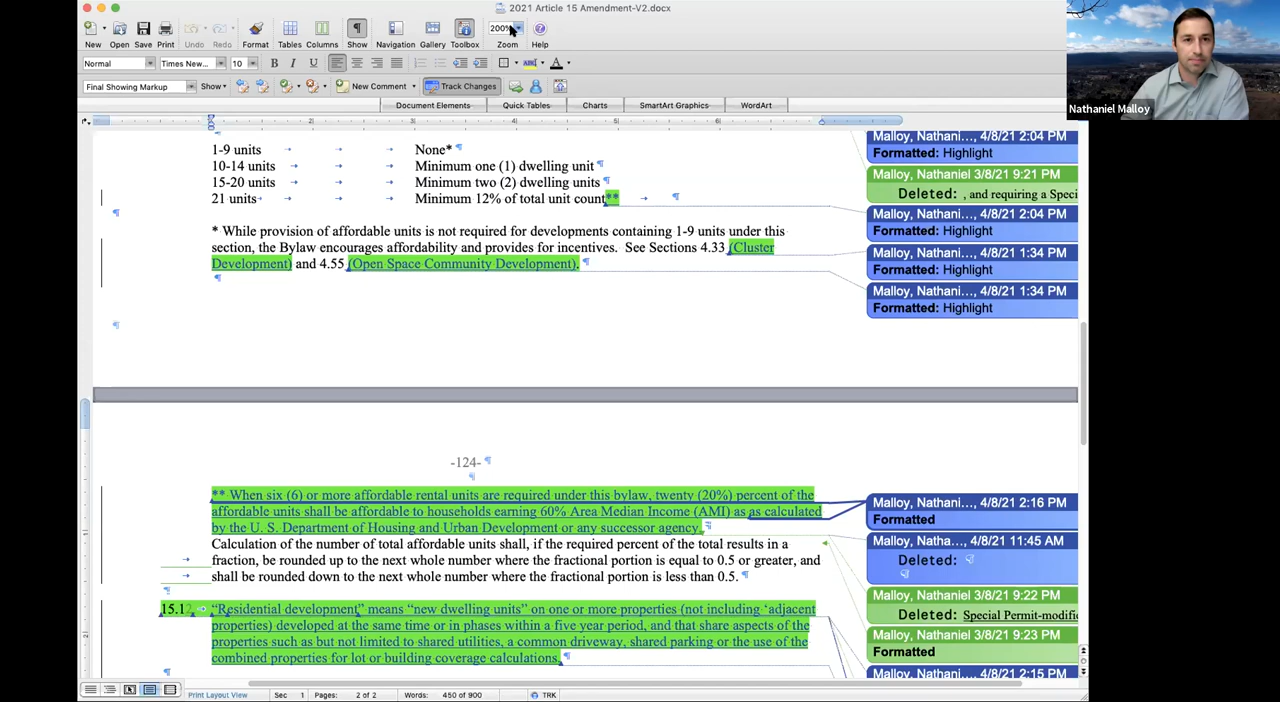 2021 Article 15 Amendment-V2.docx
200%
New Open Save Print Undo Redo Format Tables Columns Show Navigation Gallery Toolbox Zoom Help
Normal Times New... 10 B I U
Final Showing Markup Show New Comment Track Changes
Document Elements Quick Tables Charts SmartArt Graphics WordArt
Nathaniel Malloy
1-9 units None*
10-14 units Minimum one (1) dwelling unit
15-20 units Minimum two (2) dwelling units
21 units Minimum 12% of total unit count**
* While provision of affordable units is not required for developments containing 1-9 units under this
section, the Bylaw encourages affordability and provides for incentives. See Sections 4.33 (Cluster
Development) and 4.55 (Open Space Community Development).
-124-
** When six (6) or more affordable rental units are required under this bylaw, twenty (20%) percent of the
affordable units shall be affordable to households earning 60% Area Median Income (AMI) as as calculated
by the U. S. Department of Housing and Urban Development or any successor agency.
Calculation of the number of total affordable units shall, if the required percent of the total results in a
fraction, be rounded up to the next whole number where the fractional portion is equal to 0.5 or greater, and
shall be rounded down to the next whole number where the fractional portion is less than 0.5.
15.12 “Residential development” means “new dwelling units” on one or more properties (not including ‘adjacent
properties) developed at the same time or in phases within a five year period, and that share aspects of the
properties such as but not limited to shared utilities, a common driveway, shared parking or the use of the
combined properties for lot or building coverage calculations.
Malloy, Nathani..., 4/8/21 2:04 PM
Formatted: Highlight
Malloy, Nathaniel 3/8/21 9:21 PM
Deleted: , and requiring a Speci
Malloy, Nathani..., 4/8/21 2:04 PM
Formatted: Highlight
Malloy, Nathani..., 4/8/21 1:34 PM
Formatted: Highlight
Malloy, Nathani..., 4/8/21 1:34 PM
Formatted: Highlight
Malloy, Nathani..., 4/8/21 2:16 PM
Formatted
Malloy, Natha..., 4/8/21 11:45 AM
Deleted:
Malloy, Nathaniel 3/8/21 9:22 PM
Deleted: Special Permit-modifi
Malloy, Nathaniel 3/8/21 9:23 PM
Formatted
Malloy, Nathani..., 4/8/21 2:15 PM
Print Layout View Sec 1 Pages: 2 of 2 Words: 450 of 900 TRK